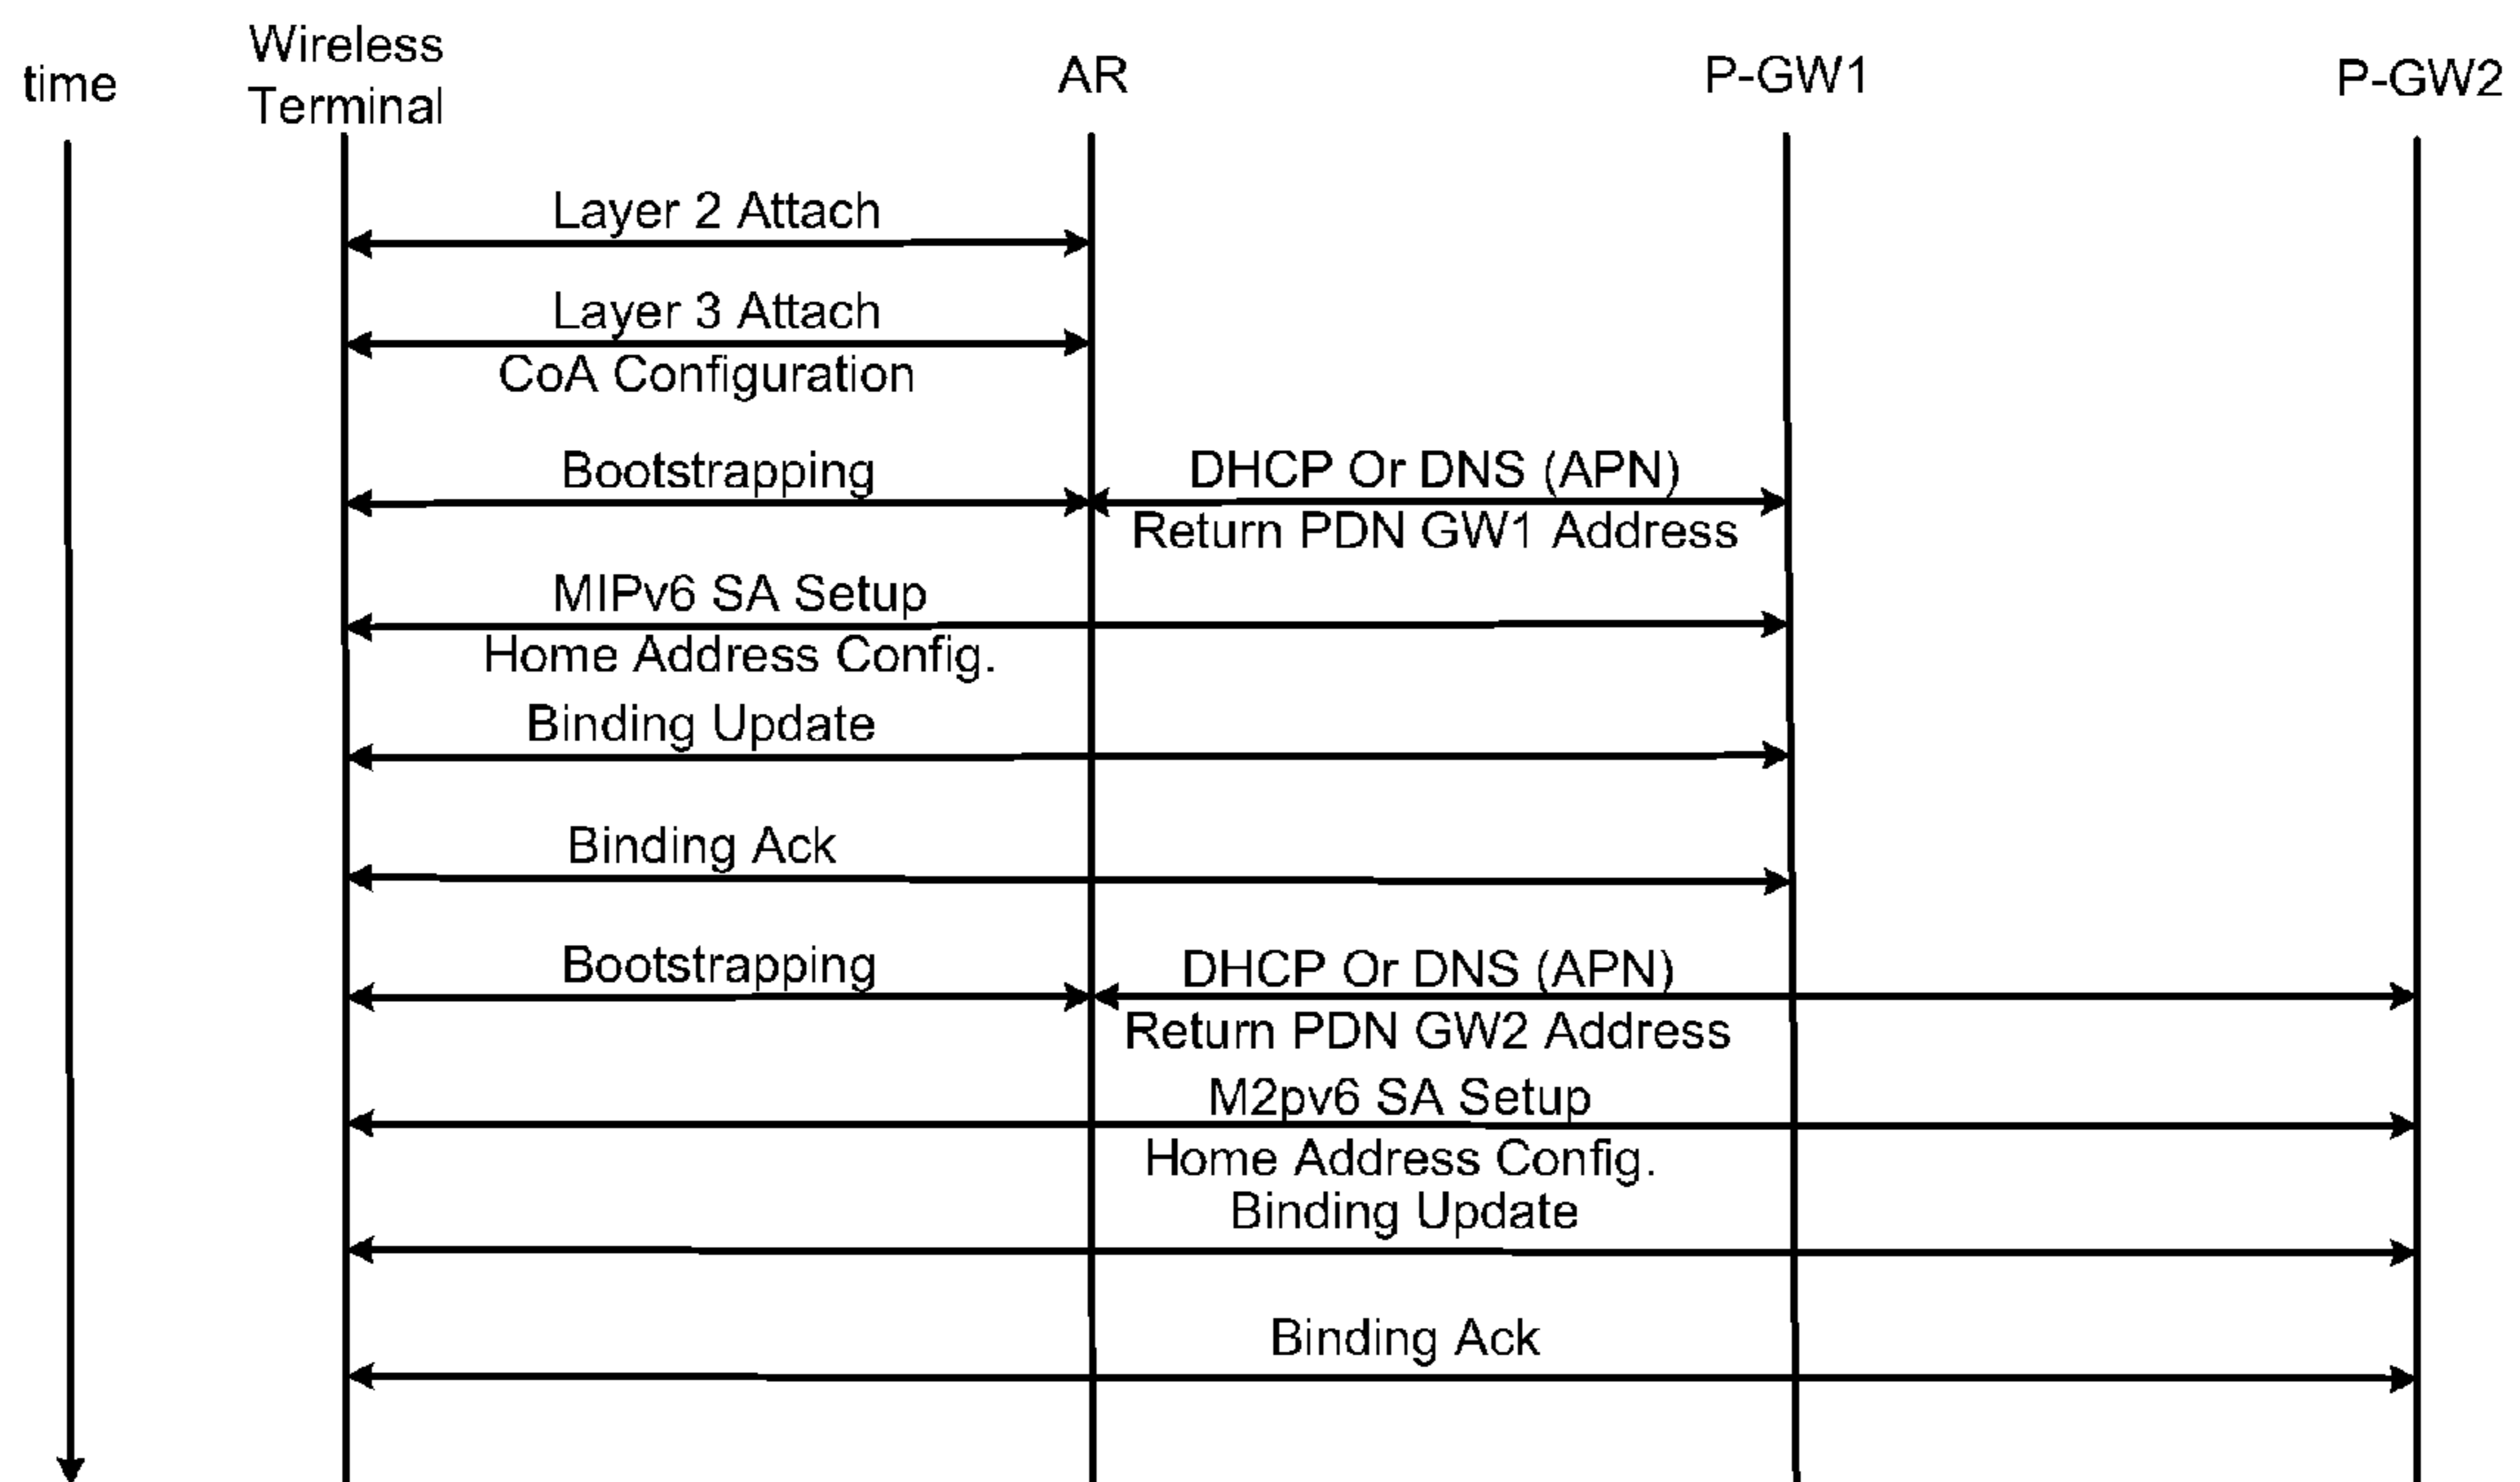 time
Wireless
Terminal
AR
P-GW1
P-GW2
Layer 2 Attach
Layer 3 Attach
CoA Configuration
Bootstrapping
DHCP Or DNS (APN)
Return PDN GW1 Address
MIPv6 SA Setup
Home Address Config.
Binding Update
Binding Ack
Bootstrapping
DHCP Or DNS (APN)
Return PDN GW2 Address
M2pv6 SA Setup
Home Address Config.
Binding Update
Binding Ack